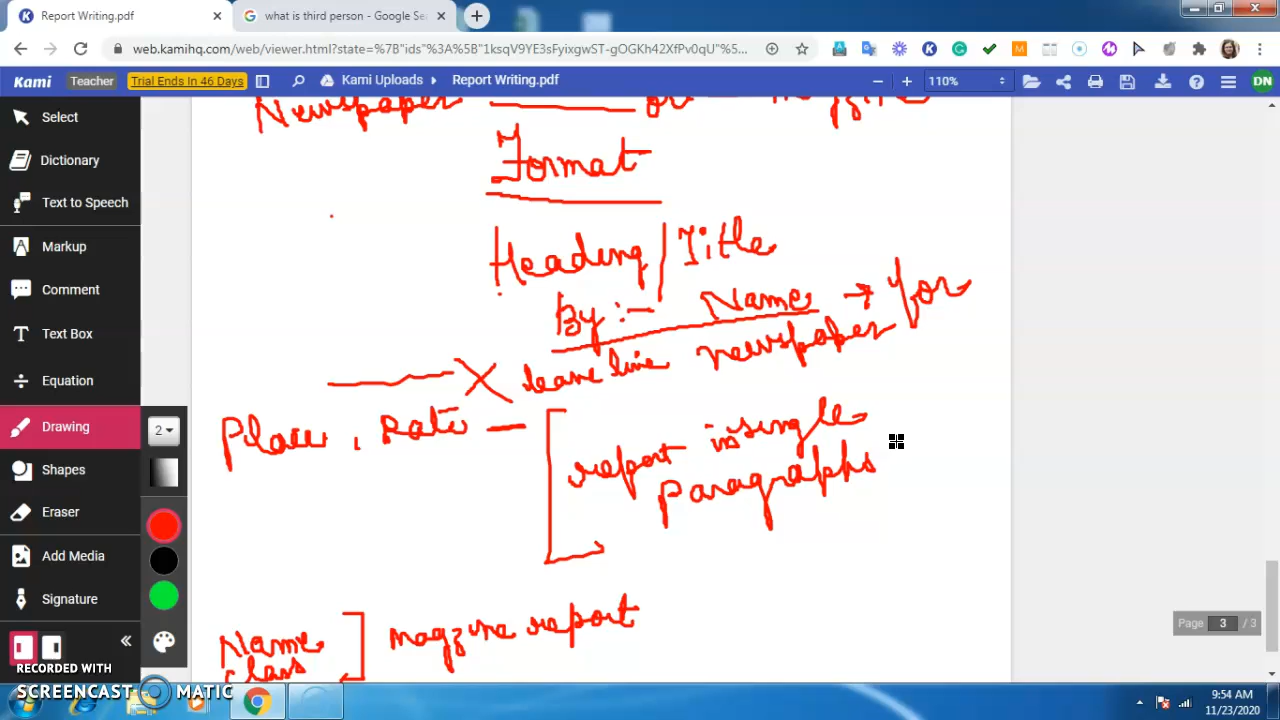 Report Writing.pdf
what is third person - Google Se
web.kamihq.com/web/viewer.html?state=%7B"ids"%3A%5B"1ksqV9YE3sFyixgwST-gOGKh42XfPv0qU"%5...
Kami Teacher Trial Ends In 46 Days Kami Uploads Report Writing.pdf 110% DN
Select
Dictionary
Text to Speech
Markup
Comment
Text Box
Equation
Drawing
2
Shapes
Eraser
Add Media
Signature
Newspaper or
Format
Heading/Title
By :- Name → for
leave line newspaper
Place, Date - [
report in single
paragraphs
Name
Class
] magzine report
Page 3 / 3
RECORDED WITH
SCREENCAST MATIC
9:54 AM
11/23/2020